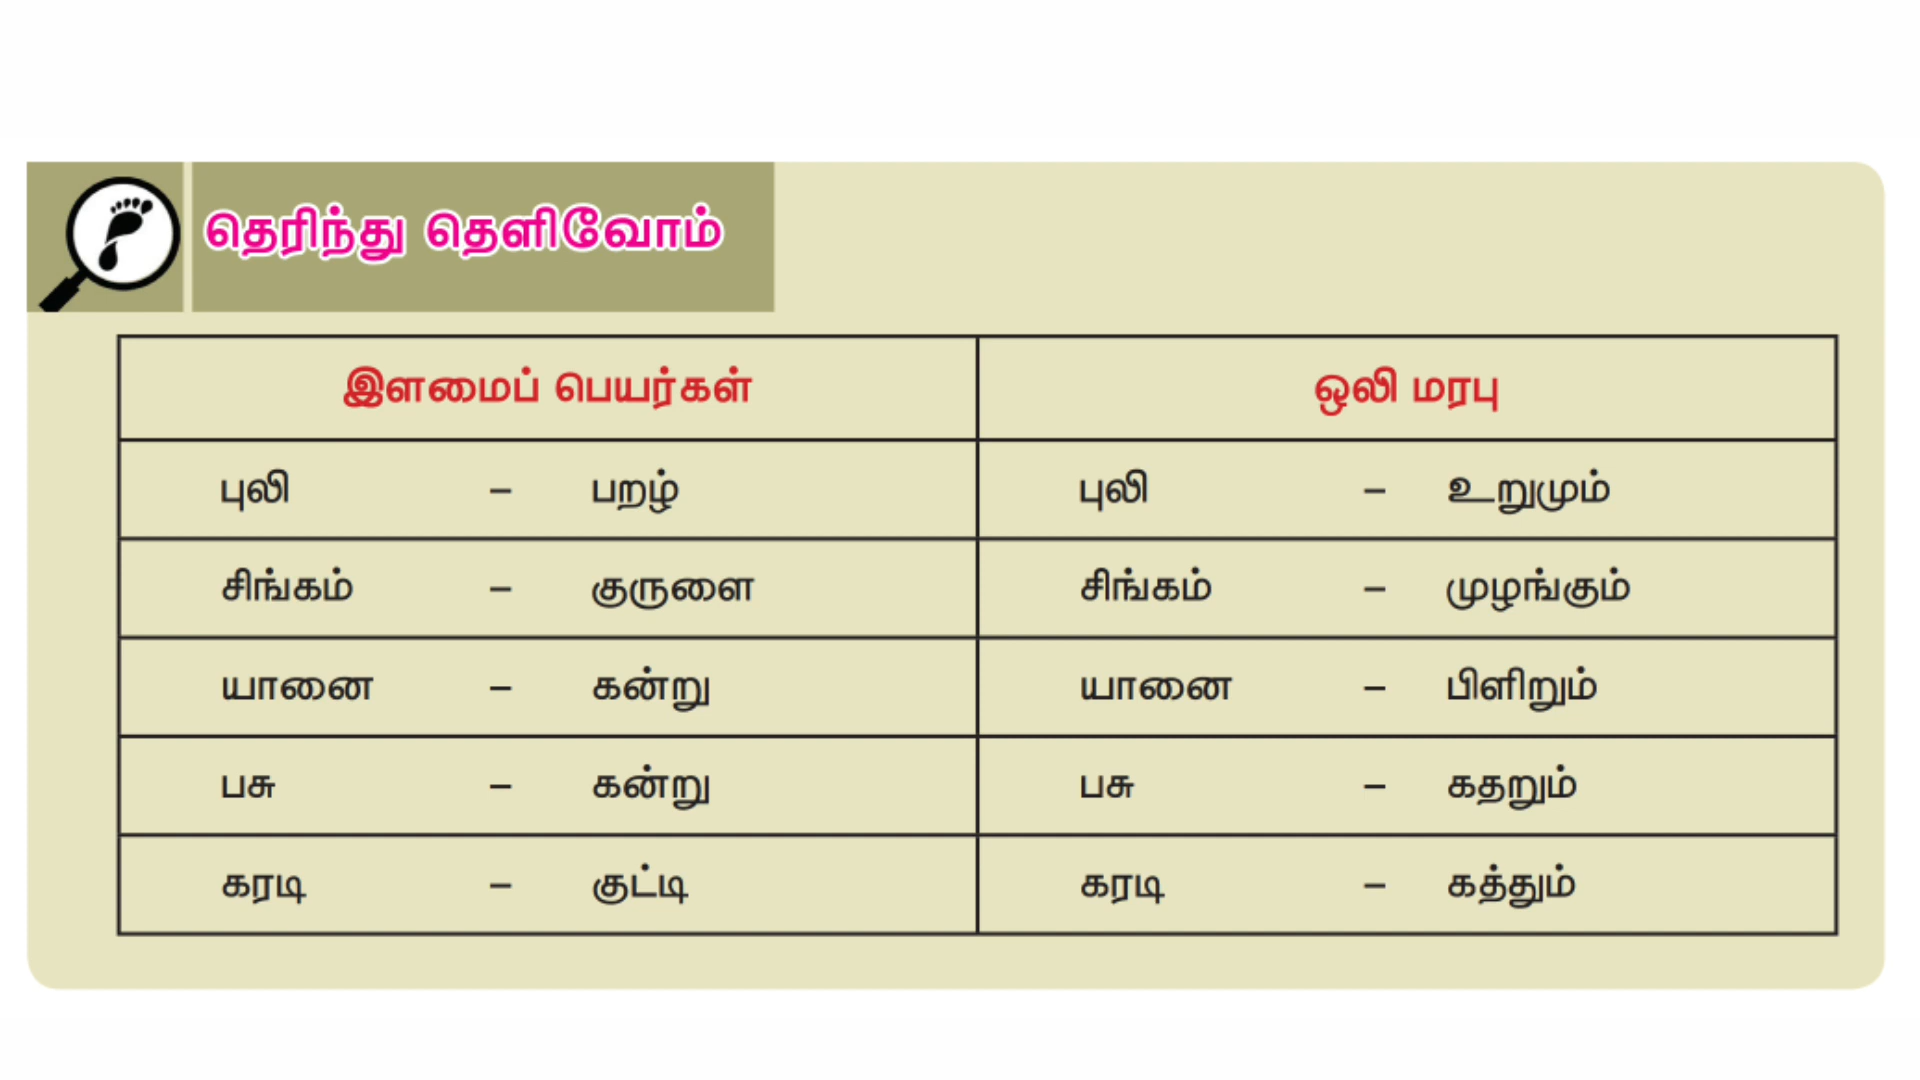 தெரிந்து தெளிவோம்
இளமைப் பெயர்கள் ஒலி மரபு
புலி – பறழ் புலி – உறுமும்
சிங்கம் – குருளை சிங்கம் – முழங்கும்
யானை – கன்று யானை – பிளிறும்
பசு – கன்று பசு – கதறும்
கரடி – குட்டி கரடி – கத்தும்